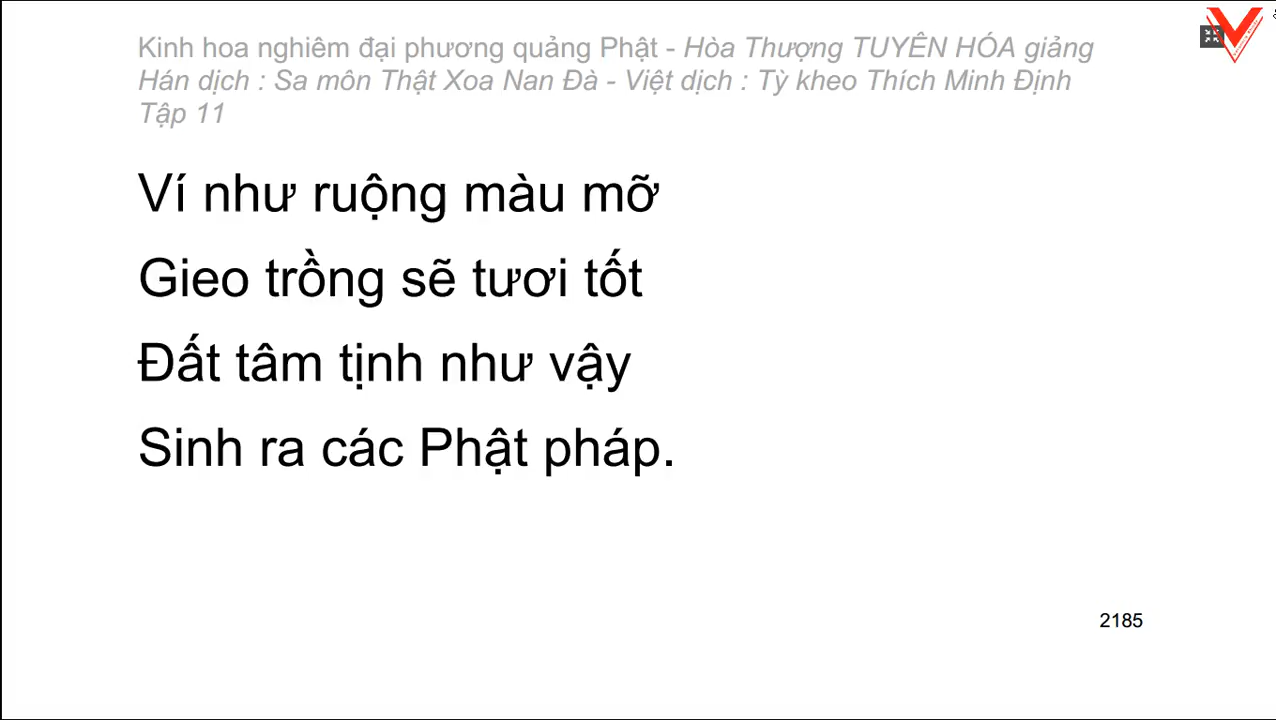 Kinh hoa nghiêm đại phương quảng Phật - Hòa Thượng TUYÊN HÓA giảng
Hán dịch : Sa môn Thật Xoa Nan Đà - Việt dịch : Tỳ kheo Thích Minh Định
Tập 11
Ví như ruộng màu mỡ
Gieo trồng sẽ tươi tốt
Đất tâm tịnh như vậy
Sinh ra các Phật pháp.
2185